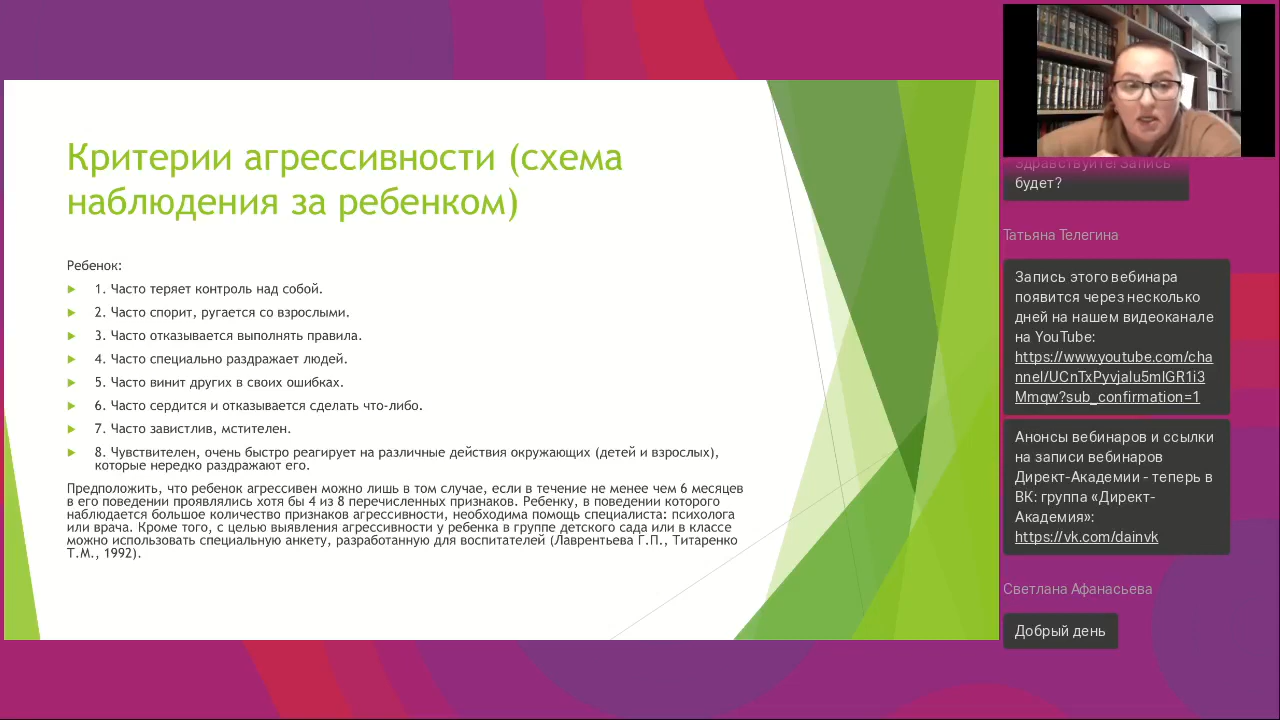 Критерии агрессивности (схема
наблюдения за ребенком)
Ребенок:
1. Часто теряет контроль над собой.
2. Часто спорит, ругается со взрослыми.
3. Часто отказывается выполнять правила.
4. Часто специально раздражает людей.
5. Часто винит других в своих ошибках.
6. Часто сердится и отказывается сделать что-либо.
7. Часто завистлив, мстителен.
8. Чувствителен, очень быстро реагирует на различные действия окружающих (детей и взрослых),
которые нередко раздражают его.
Предположить, что ребенок агрессивен можно лишь в том случае, если в течение не менее чем 6 месяцев
в его поведении проявлялись хотя бы 4 из 8 перечисленных признаков. Ребенку, в поведении которого
наблюдается большое количество признаков агрессивности, необходима помощь специалиста: психолога
или врача. Кроме того, с целью выявления агрессивности у ребенка в группе детского сада или в классе
можно использовать специальную анкету, разработанную для воспитателей (Лаврентьева Г.П., Титаренко
Т.М., 1992).
Здравствуйте! Запись
будет?
Татьяна Телегина
Запись этого вебинара
появится через несколько
дней на нашем видеоканале
на YouTube:
https://www.youtube.com/cha
nnel/UCnTxPyvjalu5mlGR1i3
Mmqw?sub_confirmation=1
Анонсы вебинаров и ссылки
на записи вебинаров
Директ-Академии - теперь в
ВК: группа «Директ-
Академия»:
https://vk.com/dainvk
Светлана Афанасьева
Добрый день